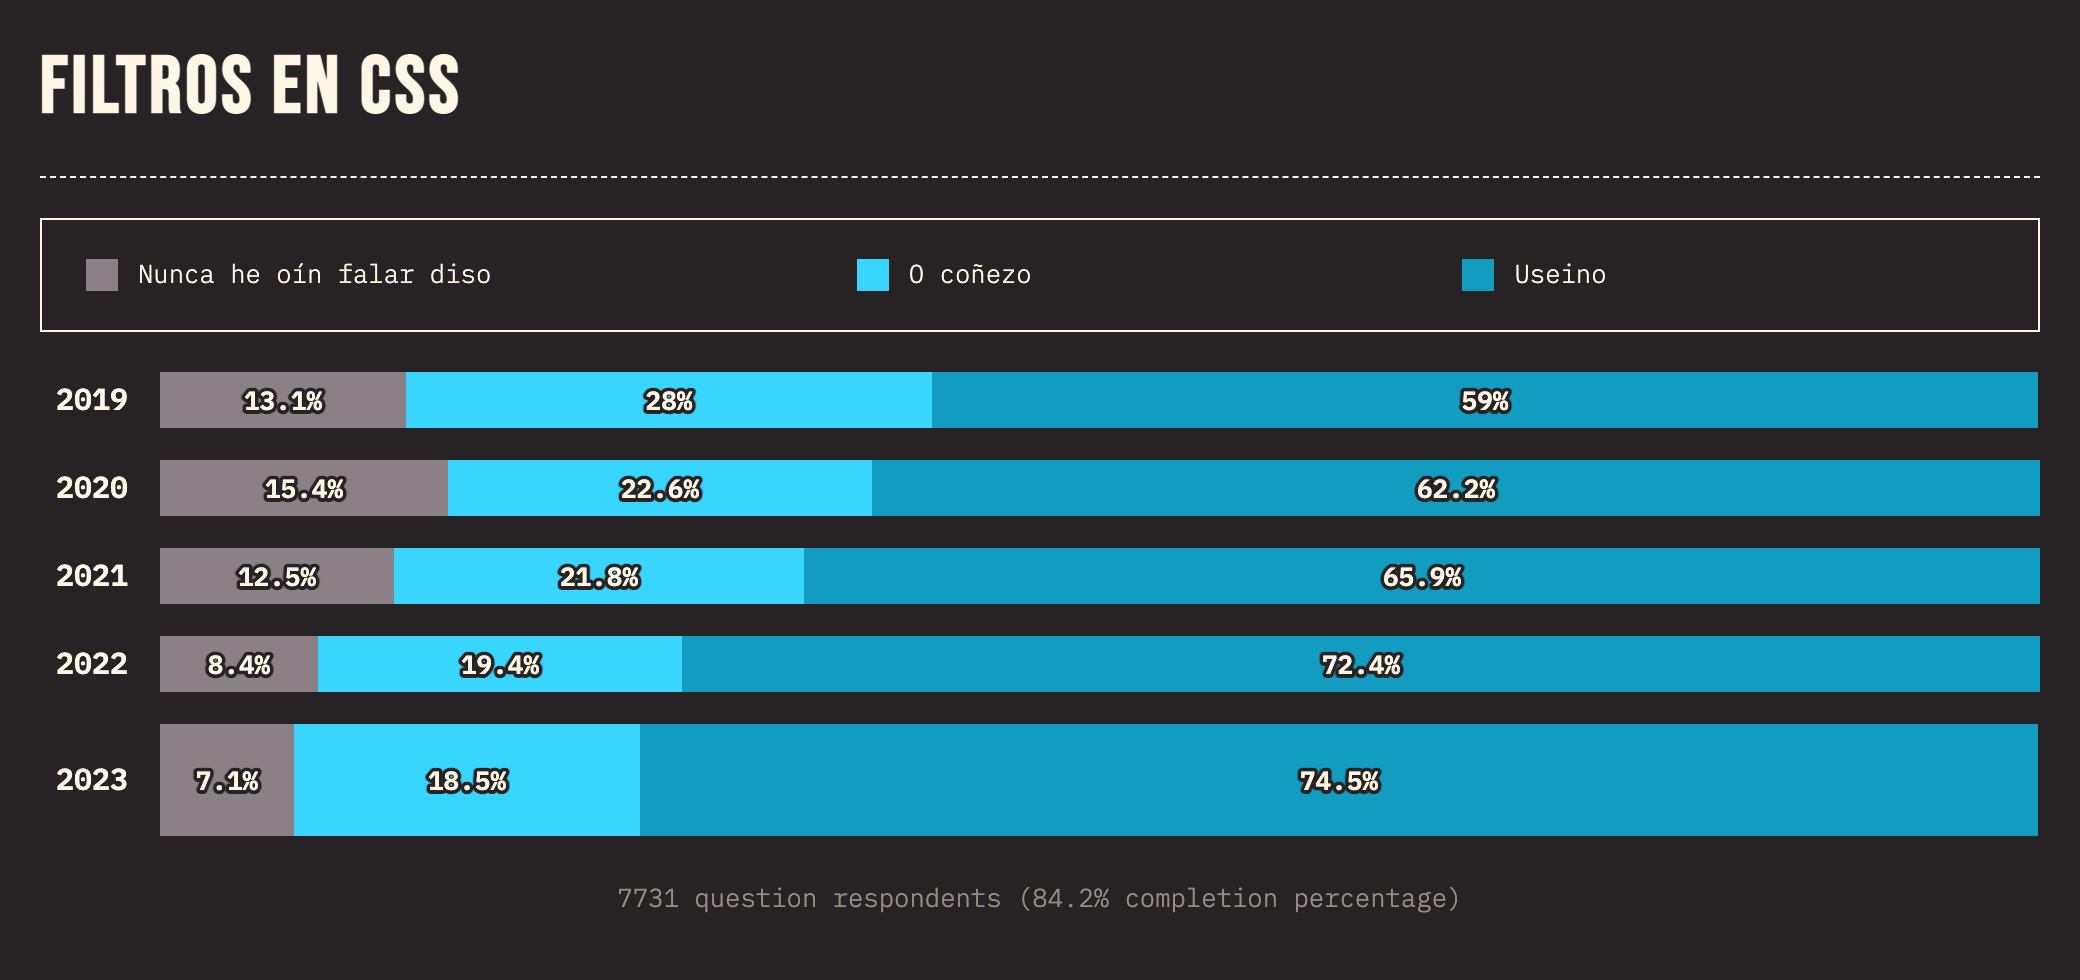 FILTROS EN CSS
Nunca he oín falar diso O coñezo Useino
2019 13.1% 28% 59%
2020 15.4% 22.6% 62.2%
2021 12.5% 21.8% 65.9%
2022 8.4% 19.4% 72.4%
2023 7.1% 18.5% 74.5%
7731 question respondents (84.2% completion percentage)